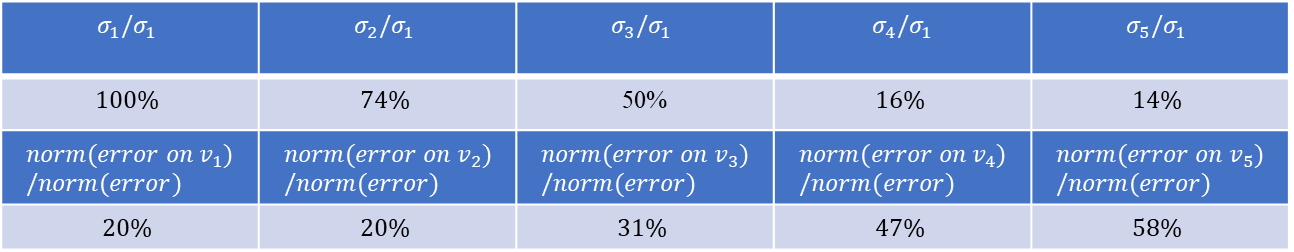 σ₁/σ₁ σ₂/σ₁ σ₃/σ₁ σ₄/σ₁ σ₅/σ₁
100% 74% 50% 16% 14%
norm(error on v₁) norm(error on v₂) norm(error on v₃) norm(error on v₄) norm(error on v₅)
/norm(error) /norm(error) /norm(error) /norm(error) /norm(error)
20% 20% 31% 47% 58%